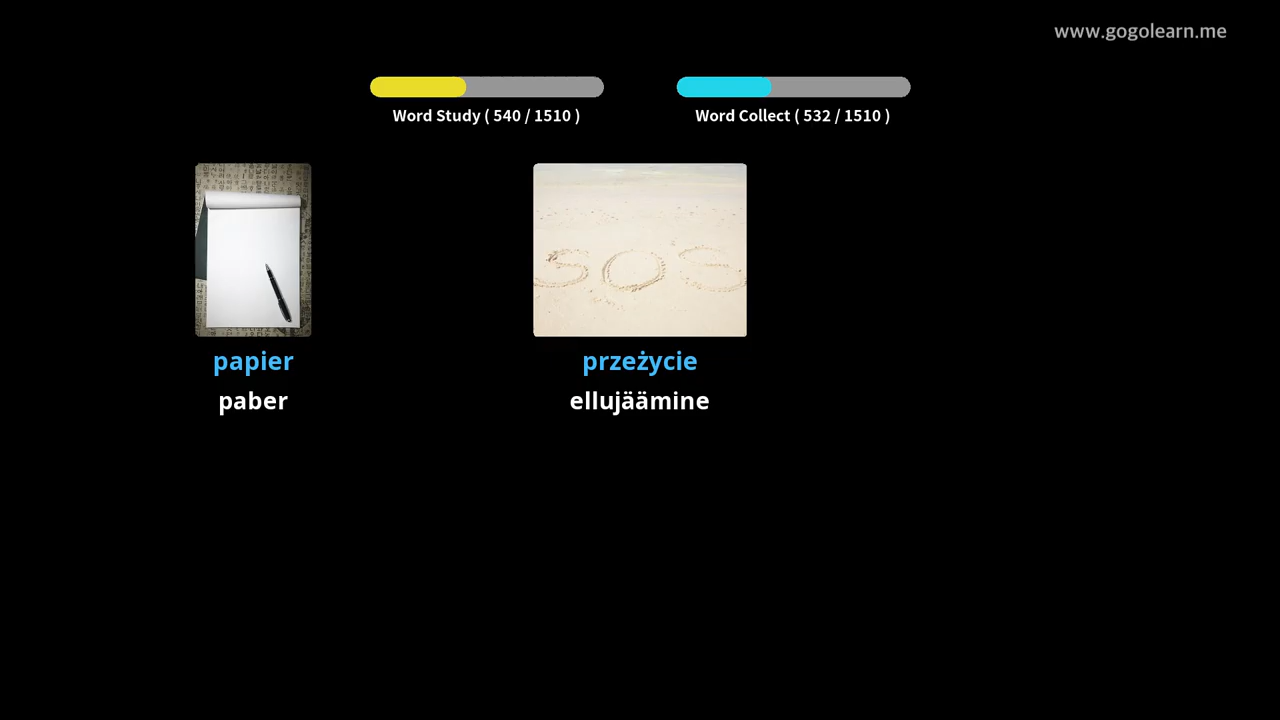 www.gogolearn.me
Word Study ( 540 / 1510 )
Word Collect ( 532 / 1510 )
SOS
papier
przeżycie
paber
ellujäämine